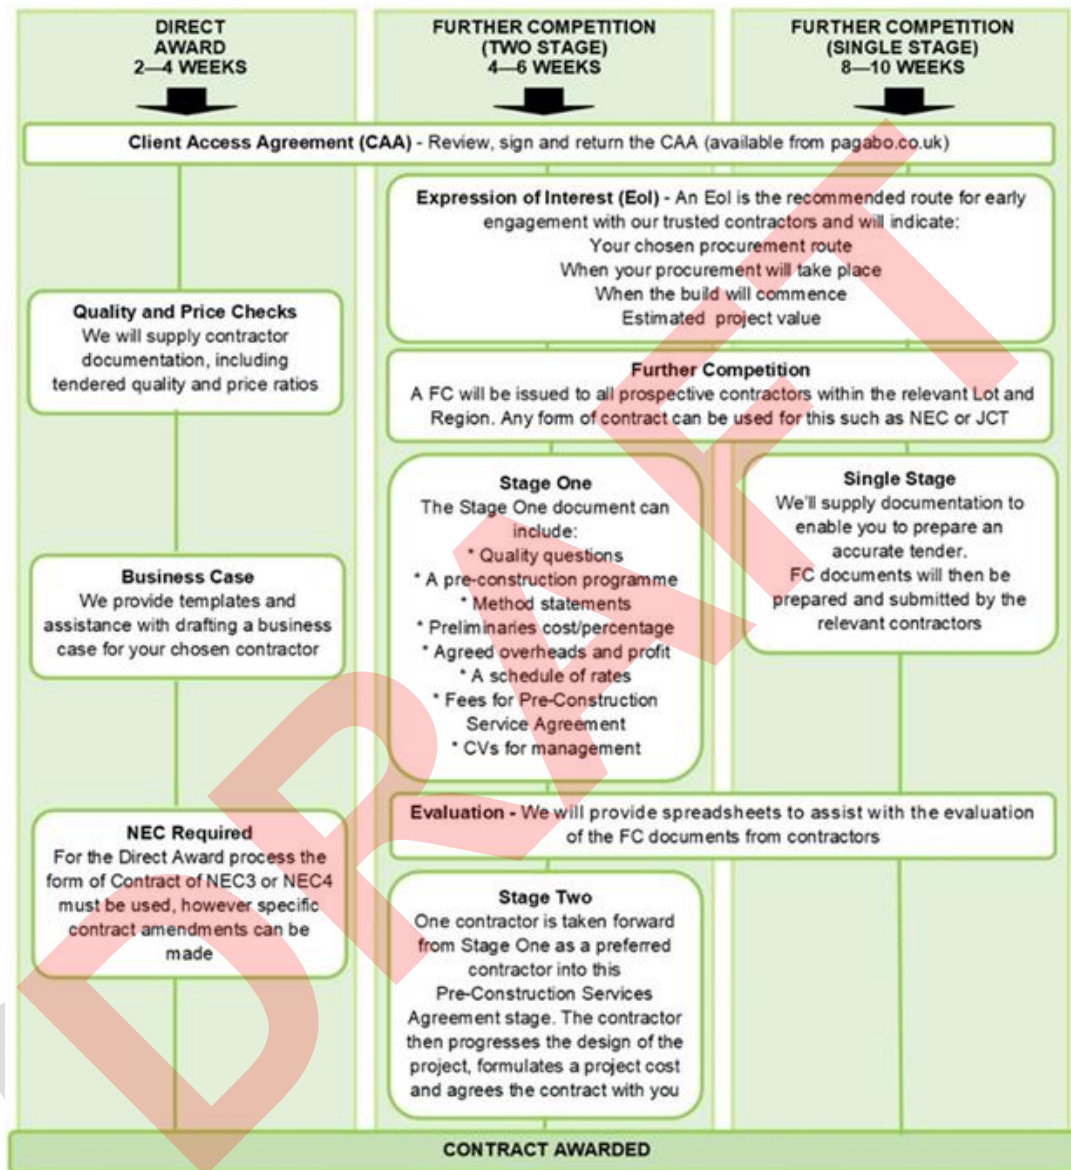 DIRECT
AWARD
2—4 WEEKS
FURTHER COMPETITION
(TWO STAGE)
4—6 WEEKS
FURTHER COMPETITION
(SINGLE STAGE)
8—10 WEEKS
Client Access Agreement (CAA) - Review, sign and return the CAA (available from pagabo.co.uk)
Expression of Interest (EoI) - An EoI is the recommended route for early
engagement with our trusted contractors and will indicate:
Your chosen procurement route
When your procurement will take place
When the build will commence
Estimated project value
Quality and Price Checks
We will supply contractor
documentation, including
tendered quality and price ratios
Further Competition
A FC will be issued to all prospective contractors within the relevant Lot and
Region. Any form of contract can be used for this such as NEC or JCT
Stage One
The Stage One document can
include:
* Quality questions
* A pre-construction programme
* Method statements
* Preliminaries cost/percentage
* Agreed overheads and profit
* A schedule of rates
* Fees for Pre-Construction
Service Agreement
* CVs for management
Single Stage
We'll supply documentation to
enable you to prepare an
accurate tender.
FC documents will then be
prepared and submitted by the
relevant contractors
Business Case
We provide templates and
assistance with drafting a business
case for your chosen contractor
Evaluation - We will provide spreadsheets to assist with the evaluation
of the FC documents from contractors
NEC Required
For the Direct Award process the
form of Contract of NEC3 or NEC4
must be used, however specific
contract amendments can be
made
Stage Two
One contractor is taken forward
from Stage One as a preferred
contractor into this
Pre-Construction Services
Agreement stage. The contractor
then progresses the design of the
project, formulates a project cost
and agrees the contract with you
CONTRACT AWARDED
DRAFT